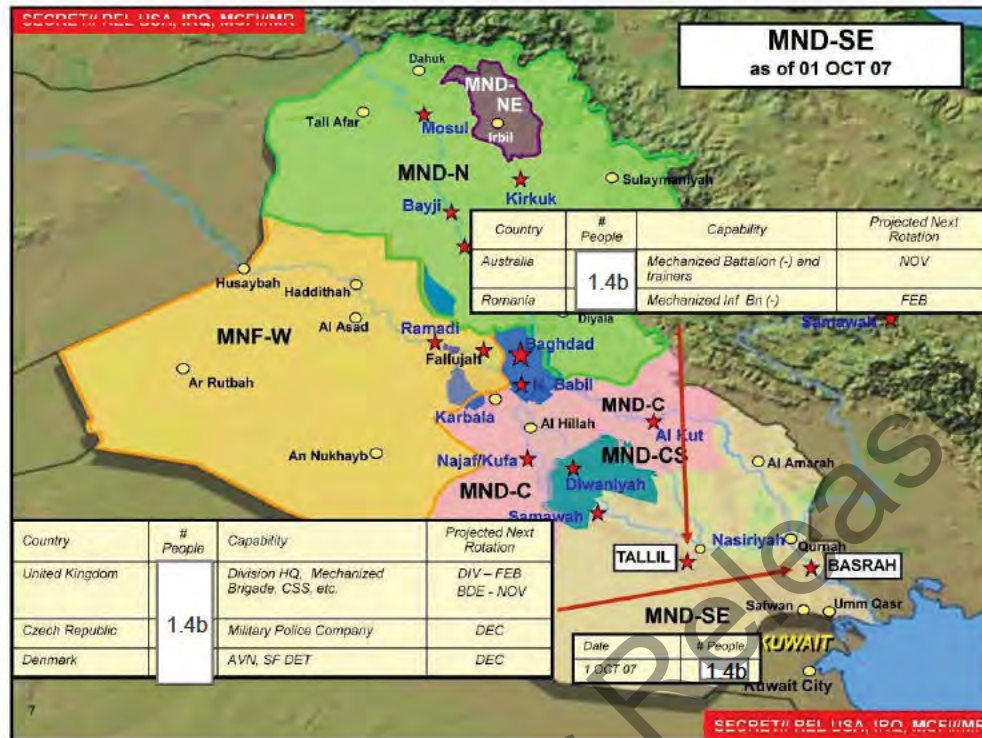 SECRET// REL USA, IRQ, MCFI//MR
MND-SE
as of 01 OCT 07
Dahuk
MND-
NE
Tall Afar
Mosul
Irbil
MND-N
Sulaymaniyah
Kirkuk
Bayji
Country # People Capability Projected Next Rotation
Australia 1.4b Mechanized Battalion (-) and trainers NOV
Romania Mechanized Inf Bn (-) FEB
Husaybah
Haddithah
Al Asad
Diyala
Samawah
MNF-W
Ramadi
Baghdad
Fallujah
Ar Rutbah
N. Babil
Karbala
MND-C
Al Hillah
Al Kut
An Nukhayb
Najaf/Kufa
MND-CS
Al Amarah
Diwaniyah
MND-C
Samawah
Country # People Capability Projected Next Rotation
United Kingdom 1.4b Division HQ, Mechanized Brigade, CSS, etc. DIV – FEB BDE - NOV
Czech Republic Military Police Company DEC
Denmark AVN, SF DET DEC
Nasiriyah
Qurnah
TALLIL
BASRAH
Safwan
Umm Qasr
MND-SE
KUWAIT
Date # People
1 OCT 07 1.4b
Kuwait City
7
SECRET// REL USA, IRQ, MCFI//MR
Releas